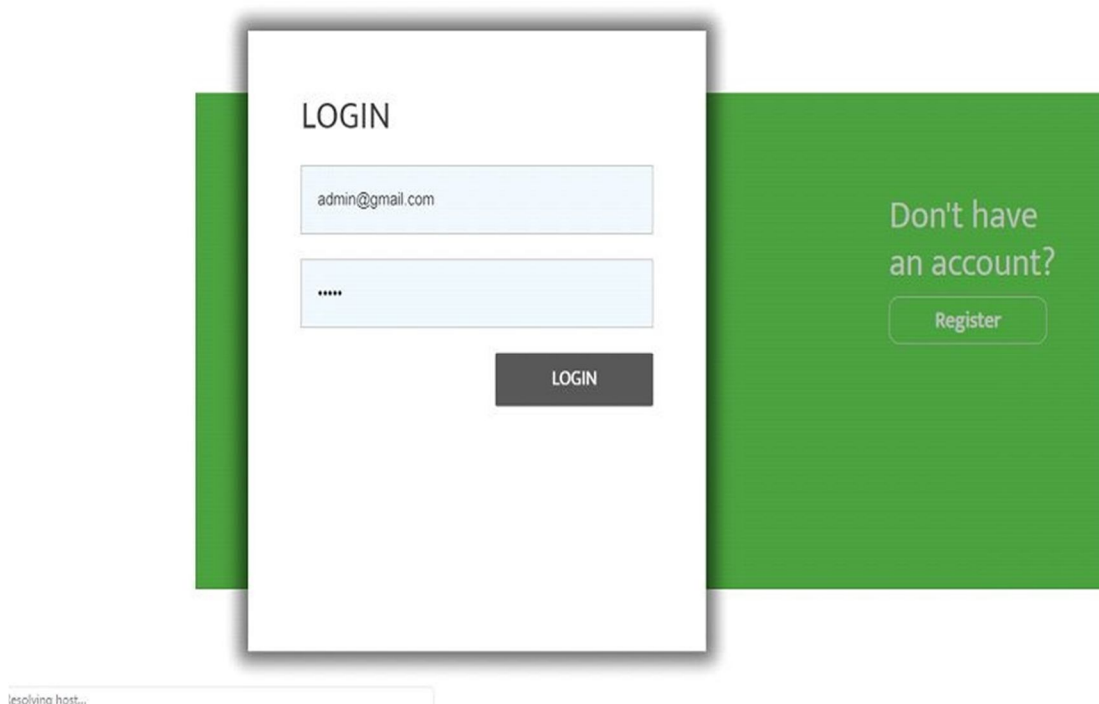 LOGIN
admin@gmail.com
•••••
LOGIN
Don't have
an account?
Register
esolving host...